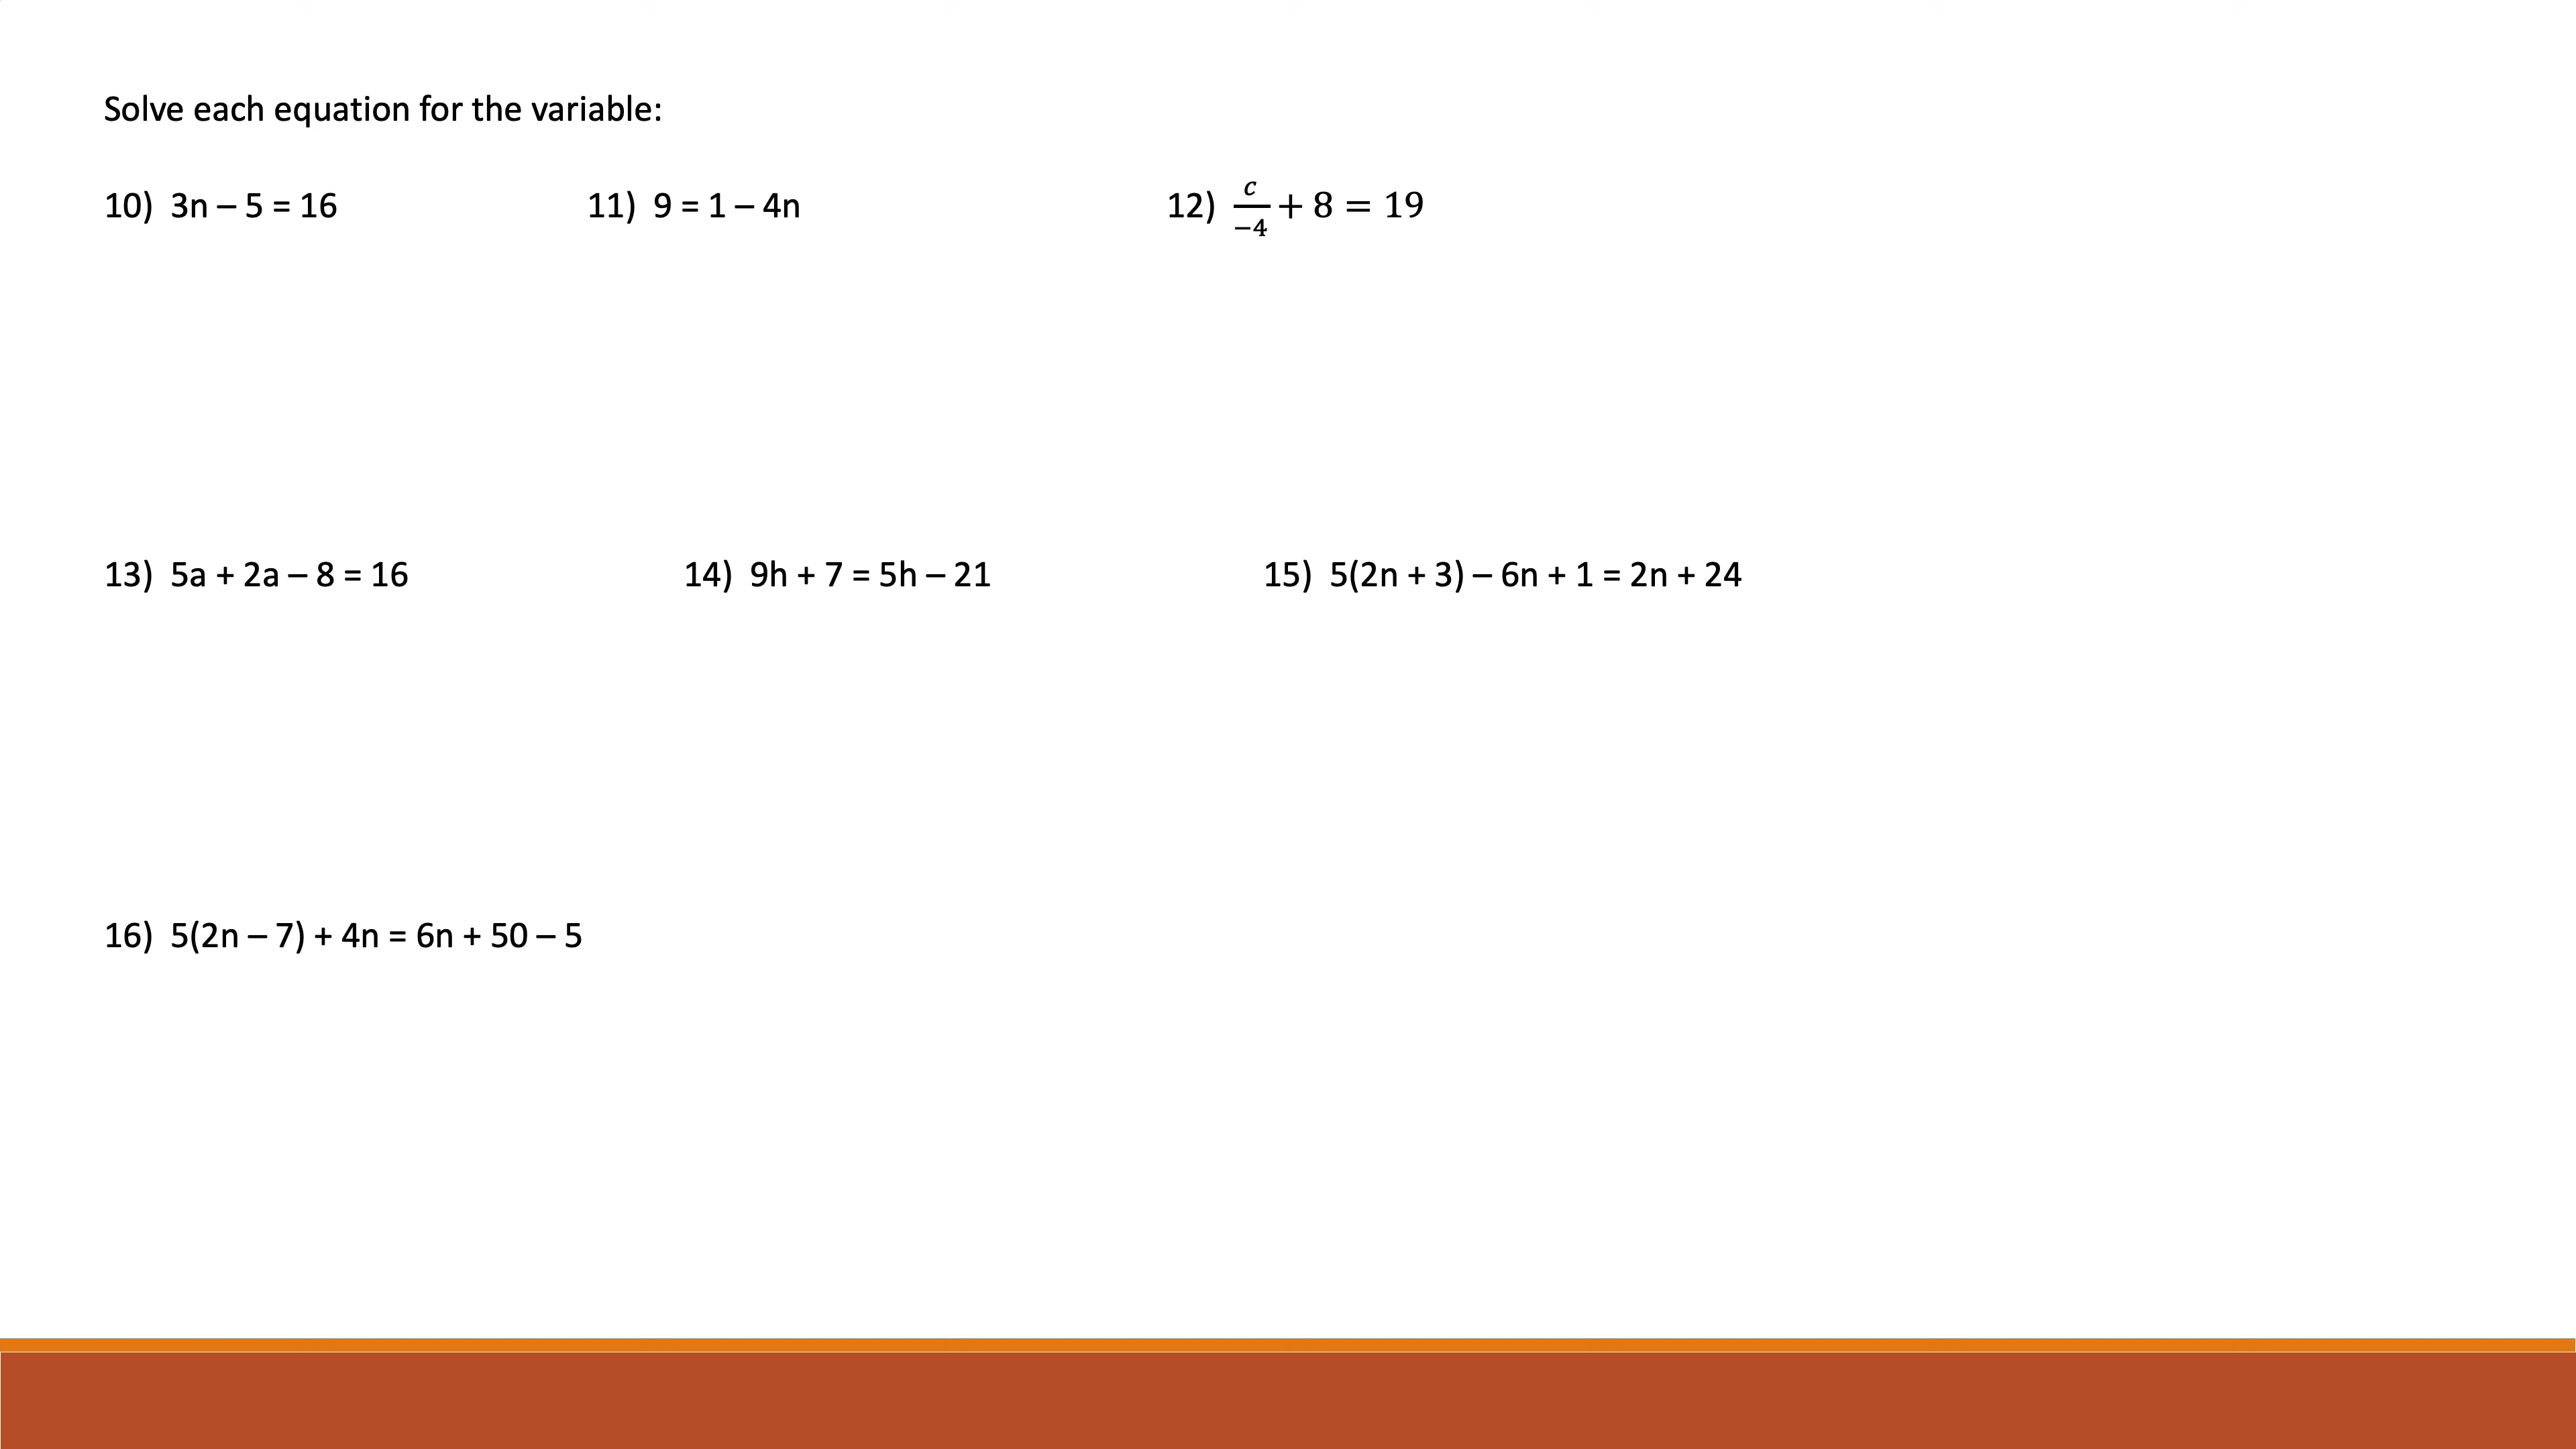 Solve each equation for the variable:
10) 3n – 5 = 16 11) 9 = 1 – 4n 12) c/−4 + 8 = 19
13) 5a + 2a – 8 = 16 14) 9h + 7 = 5h – 21 15) 5(2n + 3) – 6n + 1 = 2n + 24
16) 5(2n – 7) + 4n = 6n + 50 – 5